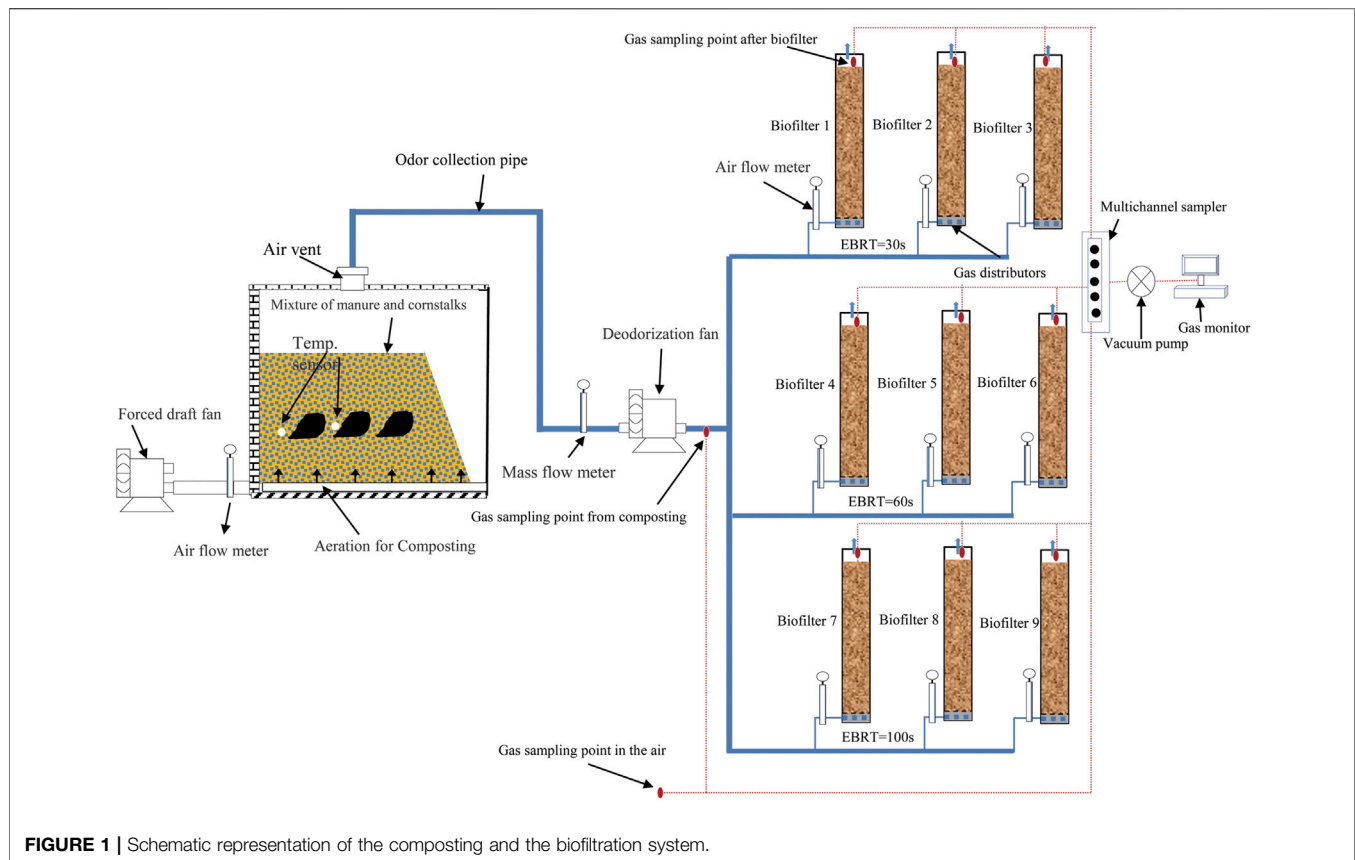 Gas sampling point after biofilter
Biofilter 1
Biofilter 2
Biofilter 3
Air flow meter
EBRT=30s
Gas distributors
Odor collection pipe
Air vent
Mixture of manure and cornstalks
Temp.
sensor
Forced draft fan
Air flow meter
Aeration for Composting
Deodorization fan
Mass flow meter
Gas sampling point from composting
Multichannel sampler
Vacuum pump
Gas monitor
Biofilter 4
Biofilter 5
Biofilter 6
EBRT=60s
Biofilter 7
Biofilter 8
Biofilter 9
EBRT=100s
Gas sampling point in the air
FIGURE 1 | Schematic representation of the composting and the biofiltration system.